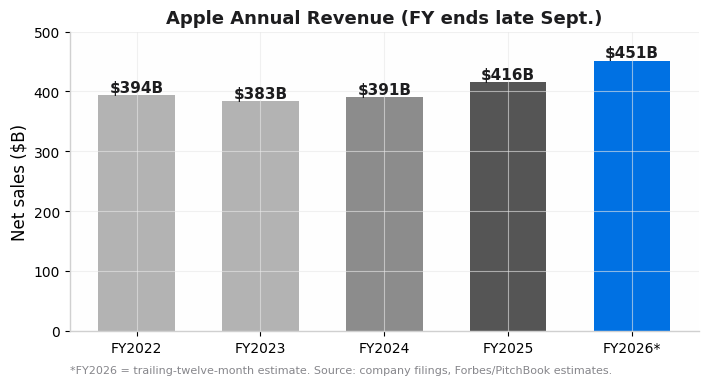 Apple Annual Revenue (FY ends late Sept.)
500
$451B
$416B
$394B
$391B
$383B
400
300
200
100
0
Net sales ($B)
FY2022 FY2023 FY2024 FY2025 FY2026*
*FY2026 = trailing-twelve-month estimate. Source: company filings, Forbes/PitchBook estimates.